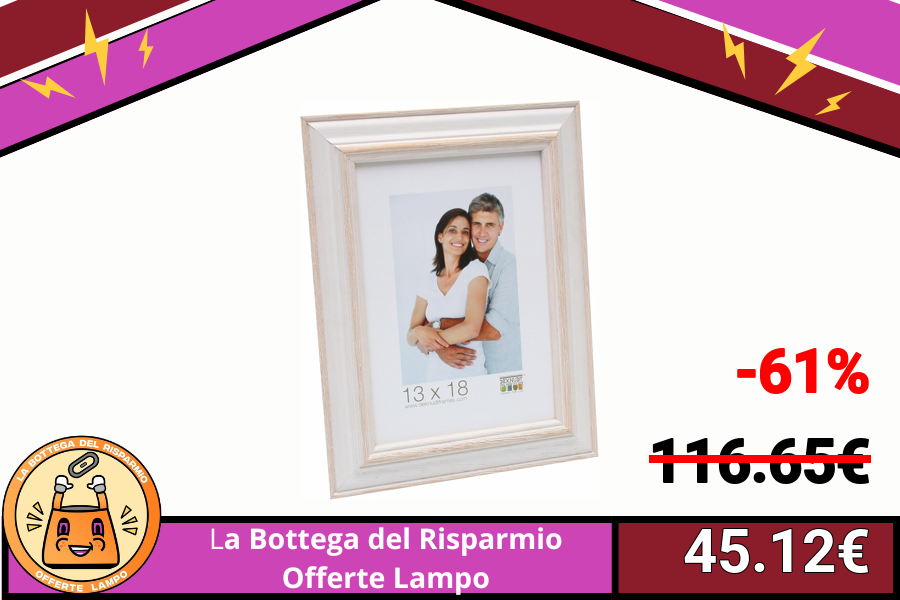 13 x 18
-61%
116.65€
LA BOTTEGA DEL RISPARMIO
OFFERTE LAMPO
La Bottega del Risparmio
Offerte Lampo
45.12€